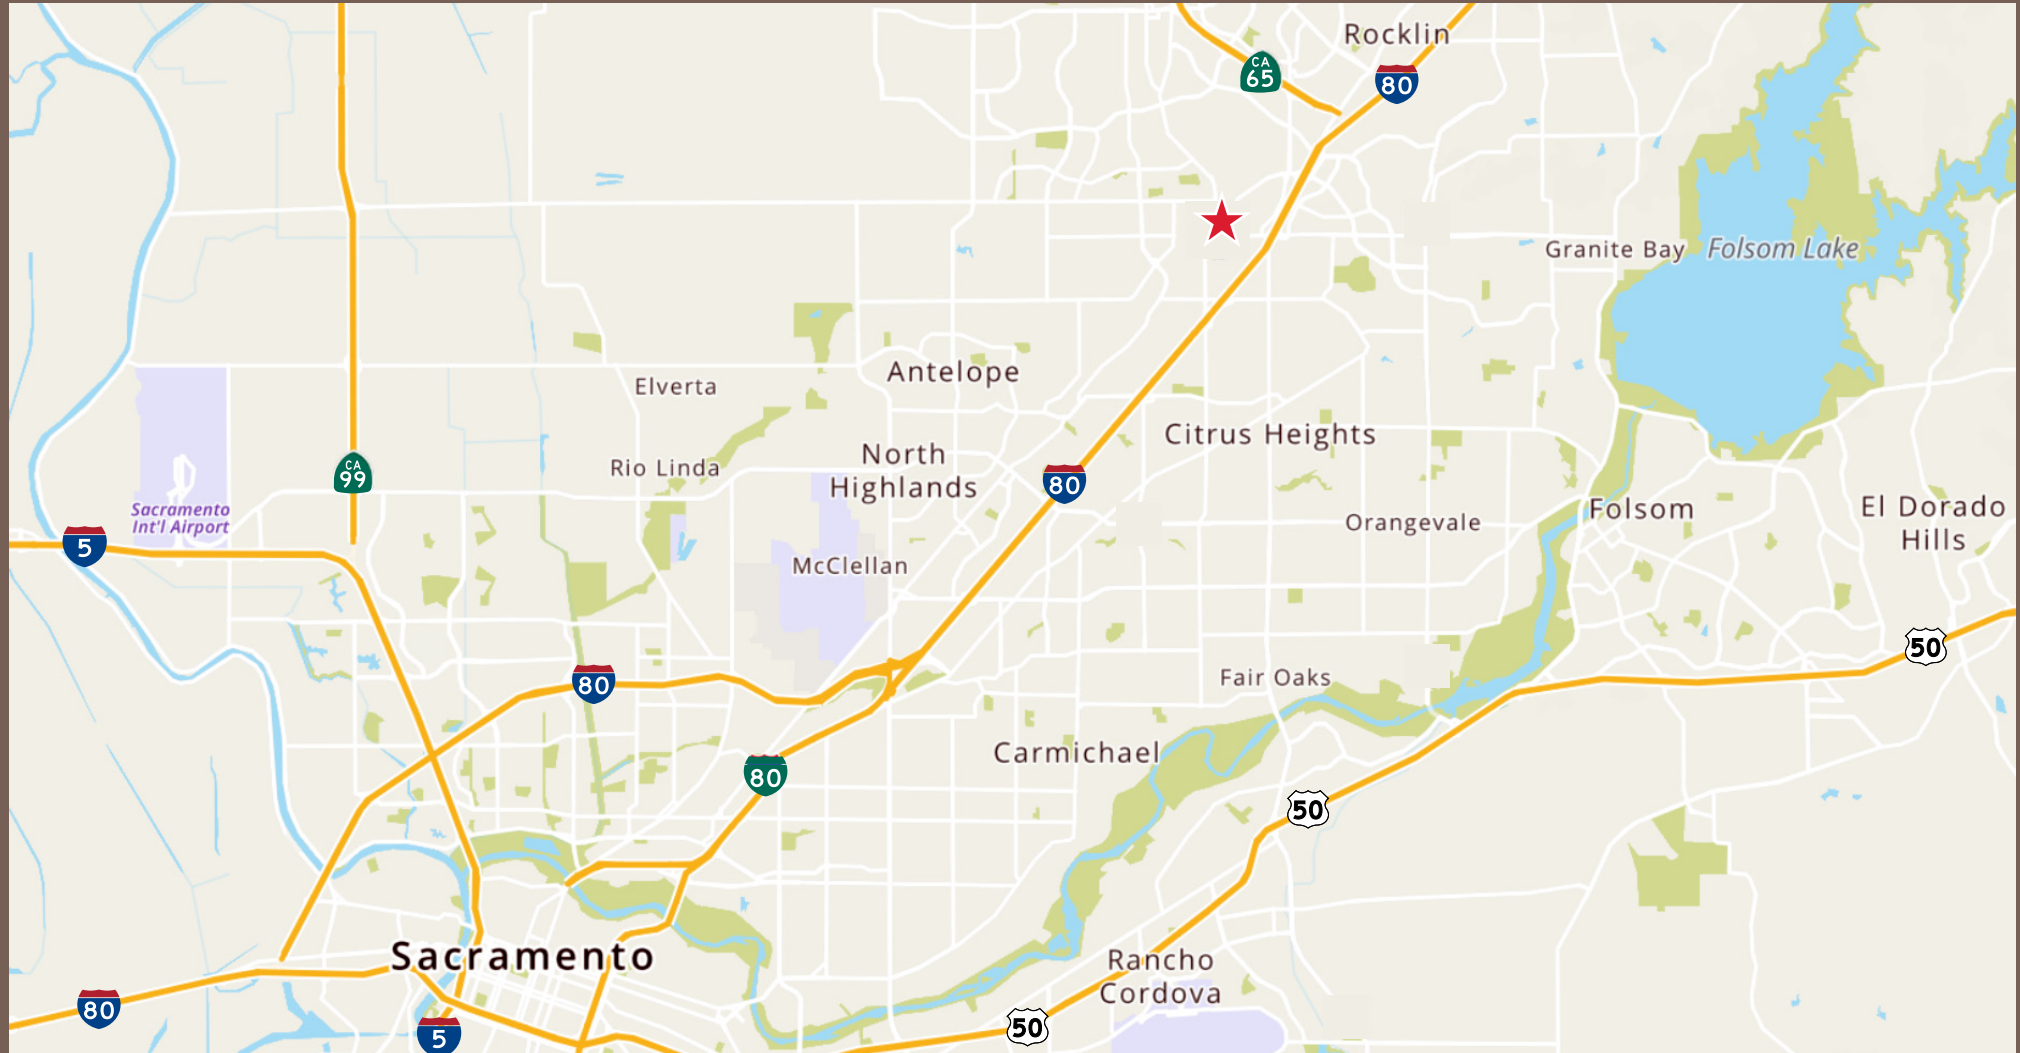 Rocklin
CA
65
80
Granite Bay
Folsom Lake
Antelope
Elverta
Citrus Heights
North
Highlands
Rio Linda
CA
99
80
Sacramento
Int'l Airport
Folsom
El Dorado
Hills
Orangevale
5
McClellan
50
Fair Oaks
80
Carmichael
80
50
Sacramento
Rancho
Cordova
80
50
5